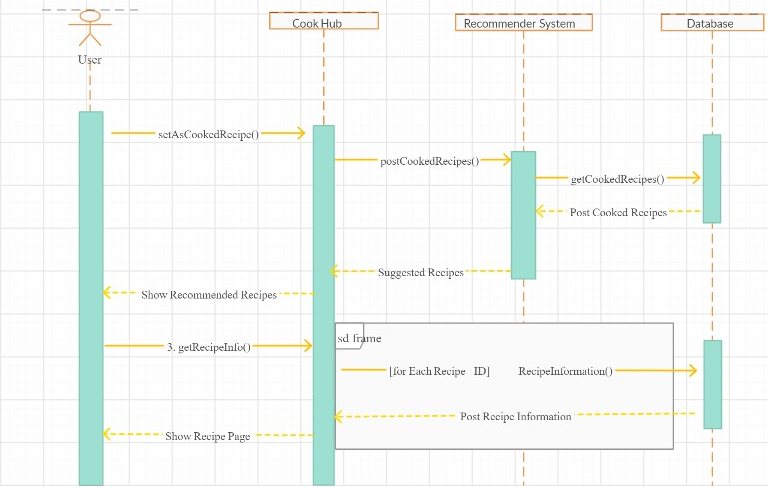 Cook Hub
Recommender System
Database
User
setAsCookedRecipe()
postCookedRecipes()
getCookedRecipes()
Post Cooked Recipes
Suggested Recipes
Show Recommended Recipes
sd frame
3. getRecipeInfo()
[for Each Recipe ID] RecipeInformation()
Post Recipe Information
Show Recipe Page